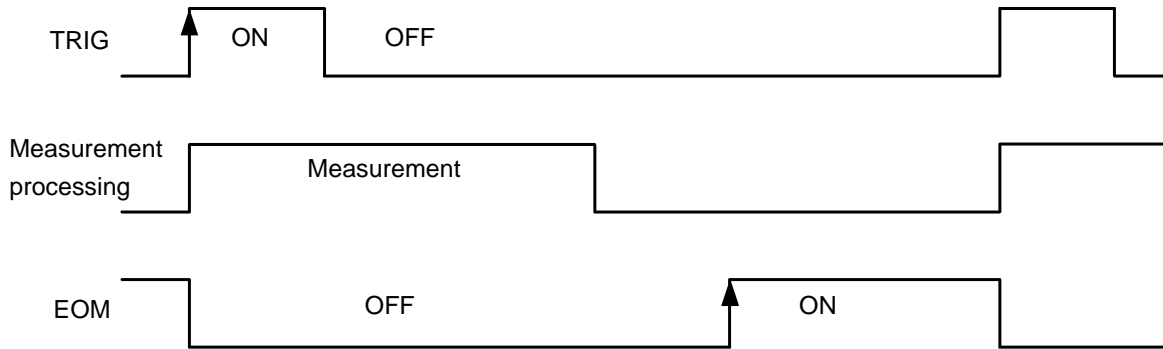 TRIG
ON
OFF
Measurement
processing
Measurement
EOM
OFF
ON